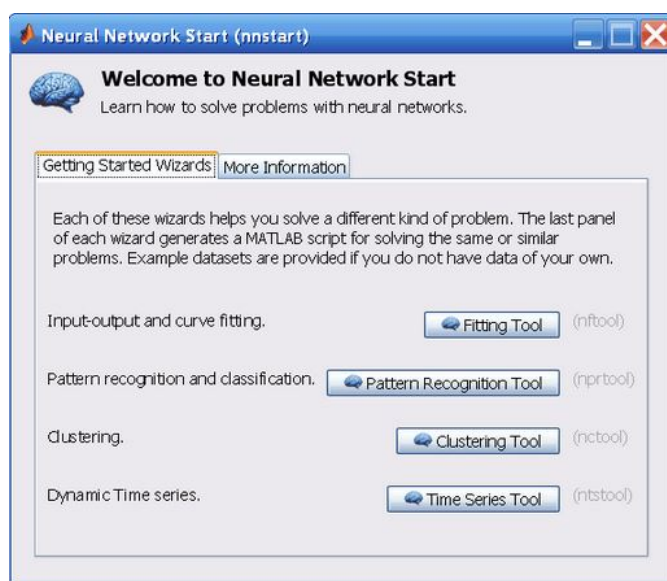 Neural Network Start (nnstart)
Welcome to Neural Network Start
Learn how to solve problems with neural networks.
Getting Started Wizards More Information
Each of these wizards helps you solve a different kind of problem. The last panel
of each wizard generates a MATLAB script for solving the same or similar
problems. Example datasets are provided if you do not have data of your own.
Input-output and curve fitting. Fitting Tool (nftool)
Pattern recognition and classification. Pattern Recognition Tool (nprtool)
Clustering. Clustering Tool (nctool)
Dynamic Time series. Time Series Tool (ntstool)